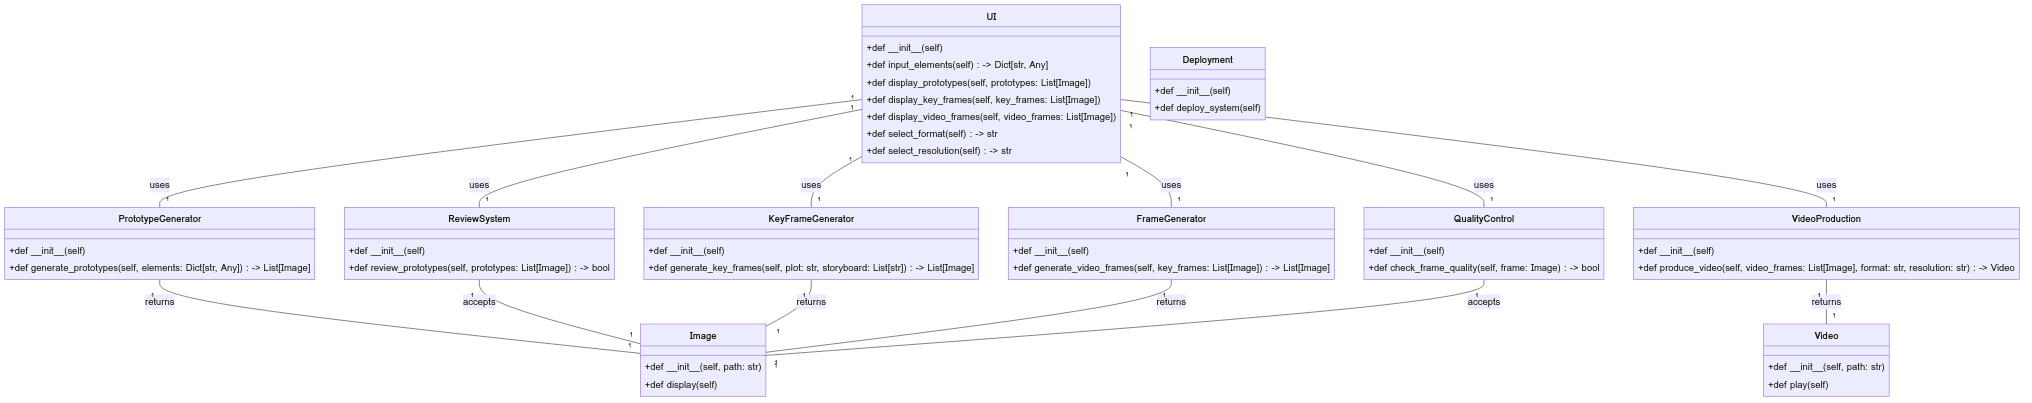 UI
+def __init__(self)
+def input_elements(self) : -> Dict[str, Any]
+def display_prototypes(self, prototypes: List[Image])
+def display_key_frames(self, key_frames: List[Image])
+def display_video_frames(self, video_frames: List[Image])
+def select_format(self) : -> str
+def select_resolution(self) : -> str
Deployment
+def __init__(self)
+def deploy_system(self)
1
1
1
1
1
1
uses
uses
uses
uses
uses
uses
1
1
1
1
1
1
PrototypeGenerator
+def __init__(self)
+def generate_prototypes(self, elements: Dict[str, Any]) : -> List[Image]
ReviewSystem
+def __init__(self)
+def review_prototypes(self, prototypes: List[Image]) : -> bool
KeyFrameGenerator
+def __init__(self)
+def generate_key_frames(self, plot: str, storyboard: List[str]) : -> List[Image]
FrameGenerator
+def __init__(self)
+def generate_video_frames(self, key_frames: List[Image]) : -> List[Image]
QualityControl
+def __init__(self)
+def check_frame_quality(self, frame: Image) : -> bool
VideoProduction
+def __init__(self)
+def produce_video(self, video_frames: List[Image], format: str, resolution: str) : -> Video
1
1
1
1
1
1
returns
accepts
returns
returns
accepts
returns
1
1
1
1
Image
+def __init__(self, path: str)
+def display(self)
Video
+def __init__(self, path: str)
+def play(self)